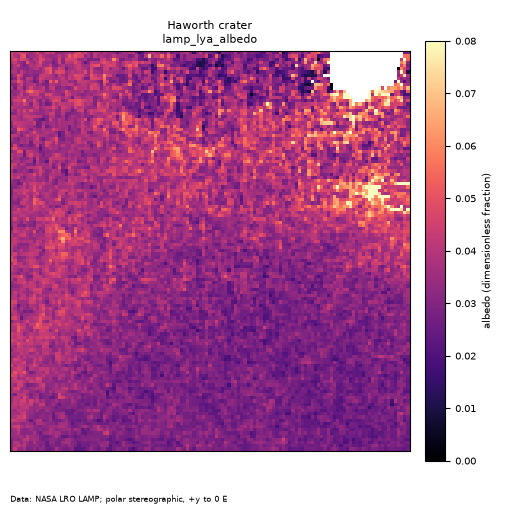 Haworth crater
lamp_lya_albedo
0.08
0.07
0.06
0.05
0.04
0.03
0.02
0.01
0.00
albedo (dimensionless fraction)
Data: NASA LRO LAMP; polar stereographic, +y to 0 E